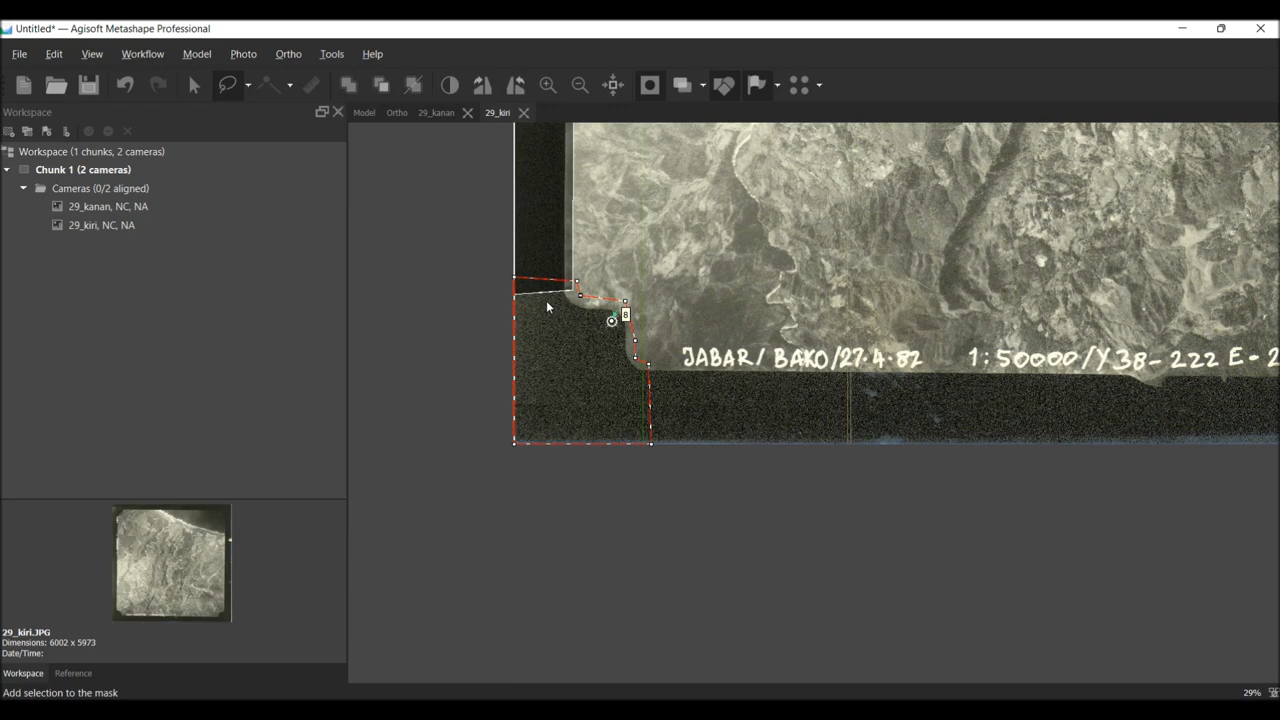 Untitled* — Agisoft Metashape Professional
File Edit View Workflow Model Photo Ortho Tools Help
Workspace
Model Ortho 29_kanan 29_kiri
Workspace (1 chunks, 2 cameras)
Chunk 1 (2 cameras)
Cameras (0/2 aligned)
29_kanan, NC, NA
29_kiri, NC, NA
8
JABAR/ BAKO/27.4.82 1:50000/Y38-222 E-2
29_kiri.JPG
Dimensions: 6002 x 5973
Date/Time:
Workspace Reference
Add selection to the mask
29%